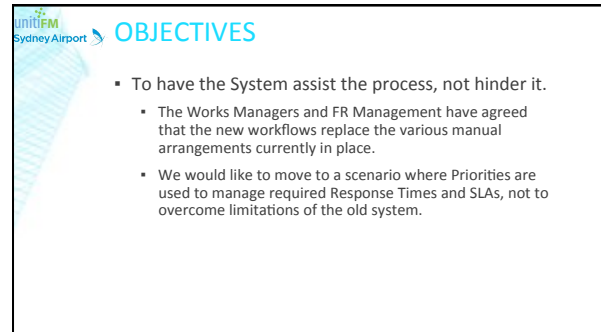 unitiFM
Sydney Airport
OBJECTIVES
▪ To have the System assist the process, not hinder it.
▪ The Works Managers and FR Management have agreed
that the new workflows replace the various manual
arrangements currently in place.
▪ We would like to move to a scenario where Priorities are
used to manage required Response Times and SLAs, not to
overcome limitations of the old system.